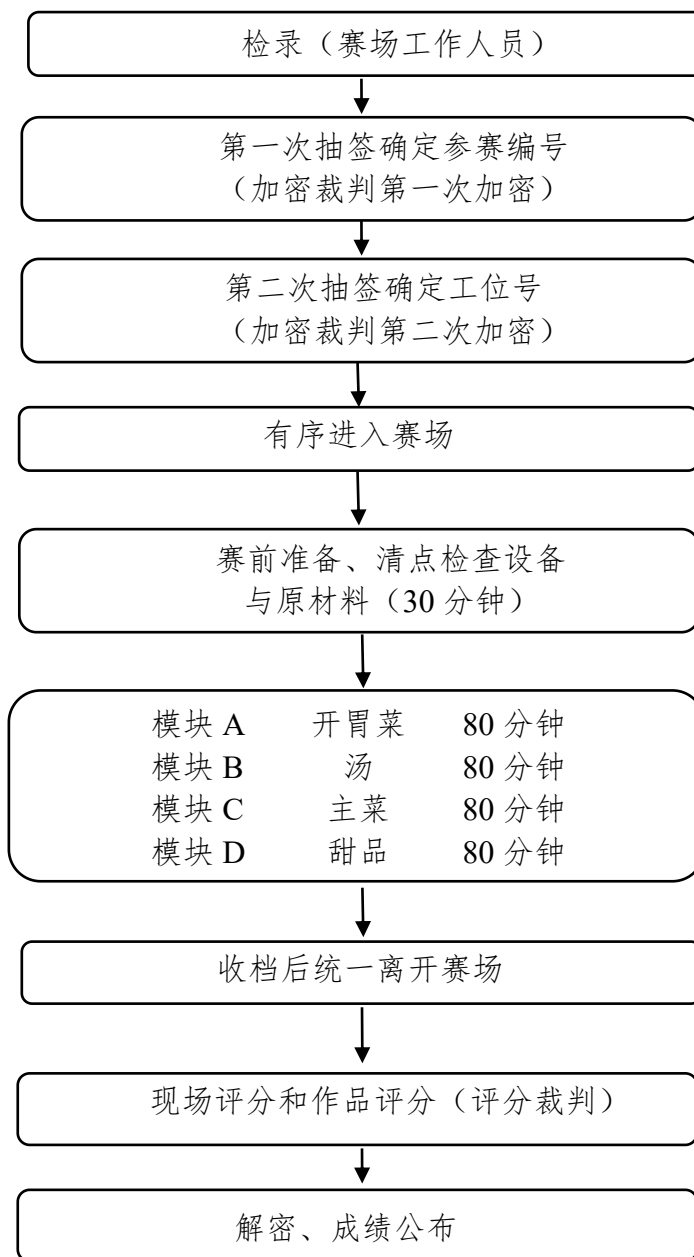 检录（赛场工作人员）
第一次抽签确定参赛编号
（加密裁判第一次加密）
第二次抽签确定工位号
（加密裁判第二次加密）
有序进入赛场
赛前准备、清点检查设备
与原材料（30 分钟）
模块 A 开胃菜 80 分钟
模块 B 汤 80 分钟
模块 C 主菜 80 分钟
模块 D 甜品 80 分钟
收档后统一离开赛场
现场评分和作品评分（评分裁判）
解密、成绩公布